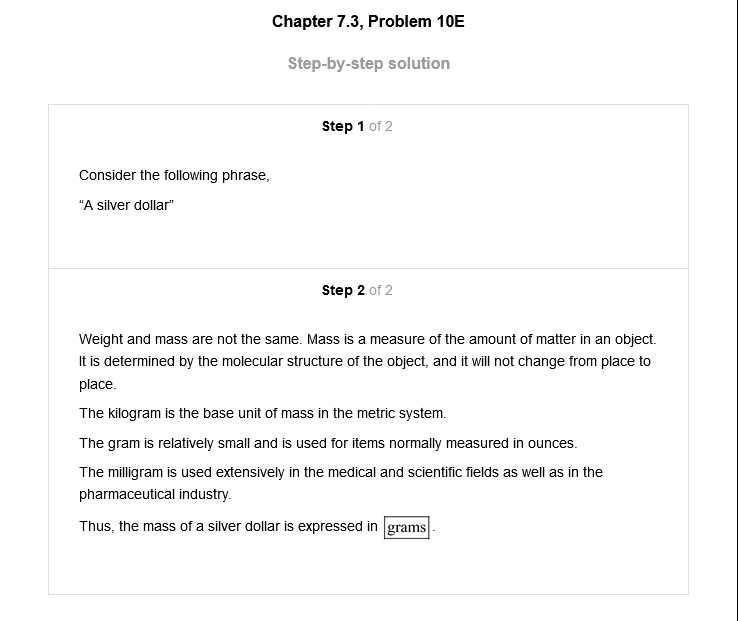 Chapter 7.3, Problem 10E
Step-by-step solution
Step 1 of 2
Consider the following phrase,
“A silver dollar”
Step 2 of 2
Weight and mass are not the same. Mass is a measure of the amount of matter in an object.
It is determined by the molecular structure of the object, and it will not change from place to
place.
The kilogram is the base unit of mass in the metric system.
The gram is relatively small and is used for items normally measured in ounces.
The milligram is used extensively in the medical and scientific fields as well as in the
pharmaceutical industry.
Thus, the mass of a silver dollar is expressed in grams.